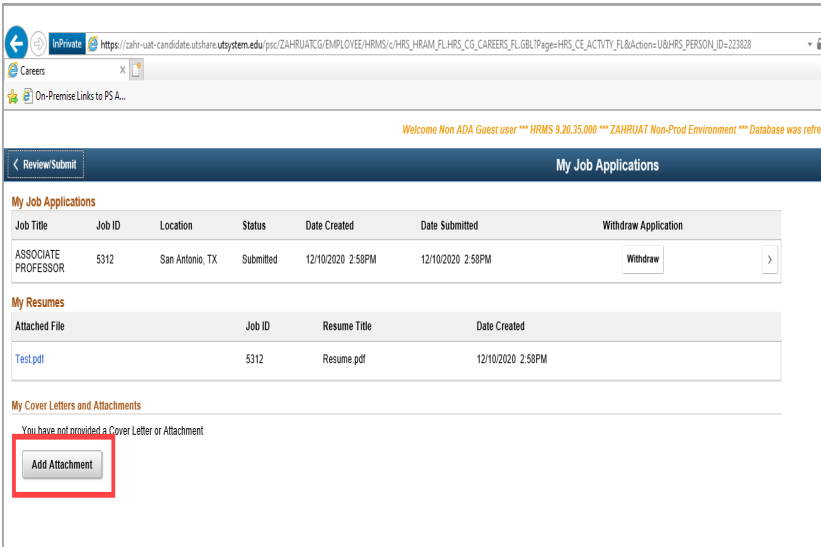 InPrivate https://zahr-uat-candidate.utshare.utsystem.edu/psc/ZAHRUATCG/EMPLOYEE/HRMS/c/HRS_HRAM_FL.HRS_CG_CAREERS_FL.GBL?Page=HRS_CE_ACTVTY_FL&Action=U&HRS_PERSON_ID=223828
Careers
On-Premise Links to PS A...
Welcome Non ADA Guest user *** HRMS 9.20.35.000 *** ZAHRUAT Non-Prod Environment *** Database was refre
Review/Submit My Job Applications
My Job Applications
Job Title Job ID Location Status Date Created Date Submitted Withdraw Application
ASSOCIATE PROFESSOR 5312 San Antonio, TX Submitted 12/10/2020 2:58PM 12/10/2020 2:58PM Withdraw
My Resumes
Attached File Job ID Resume Title Date Created
Test.pdf 5312 Resume.pdf 12/10/2020 2:58PM
My Cover Letters and Attachments
You have not provided a Cover Letter or Attachment
Add Attachment